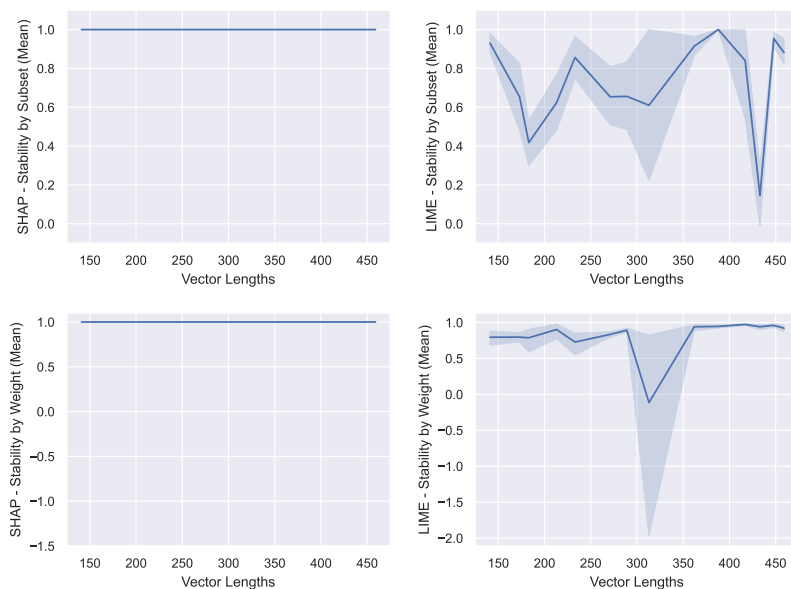 SHAP - Stability by Subset (Mean)
1.0
0.8
0.6
0.4
0.2
0.0
150 200 250 300 350 400 450
Vector Lengths
LIME - Stability by Subset (Mean)
1.0
0.8
0.6
0.4
0.2
0.0
150 200 250 300 350 400 450
Vector Lengths
SHAP - Stability by Weight (Mean)
1.0
0.5
0.0
−0.5
−1.0
−1.5
150 200 250 300 350 400 450
Vector Lengths
LIME - Stability by Weight (Mean)
1.0
0.5
0.0
−0.5
−1.0
−1.5
−2.0
150 200 250 300 350 400 450
Vector Lengths